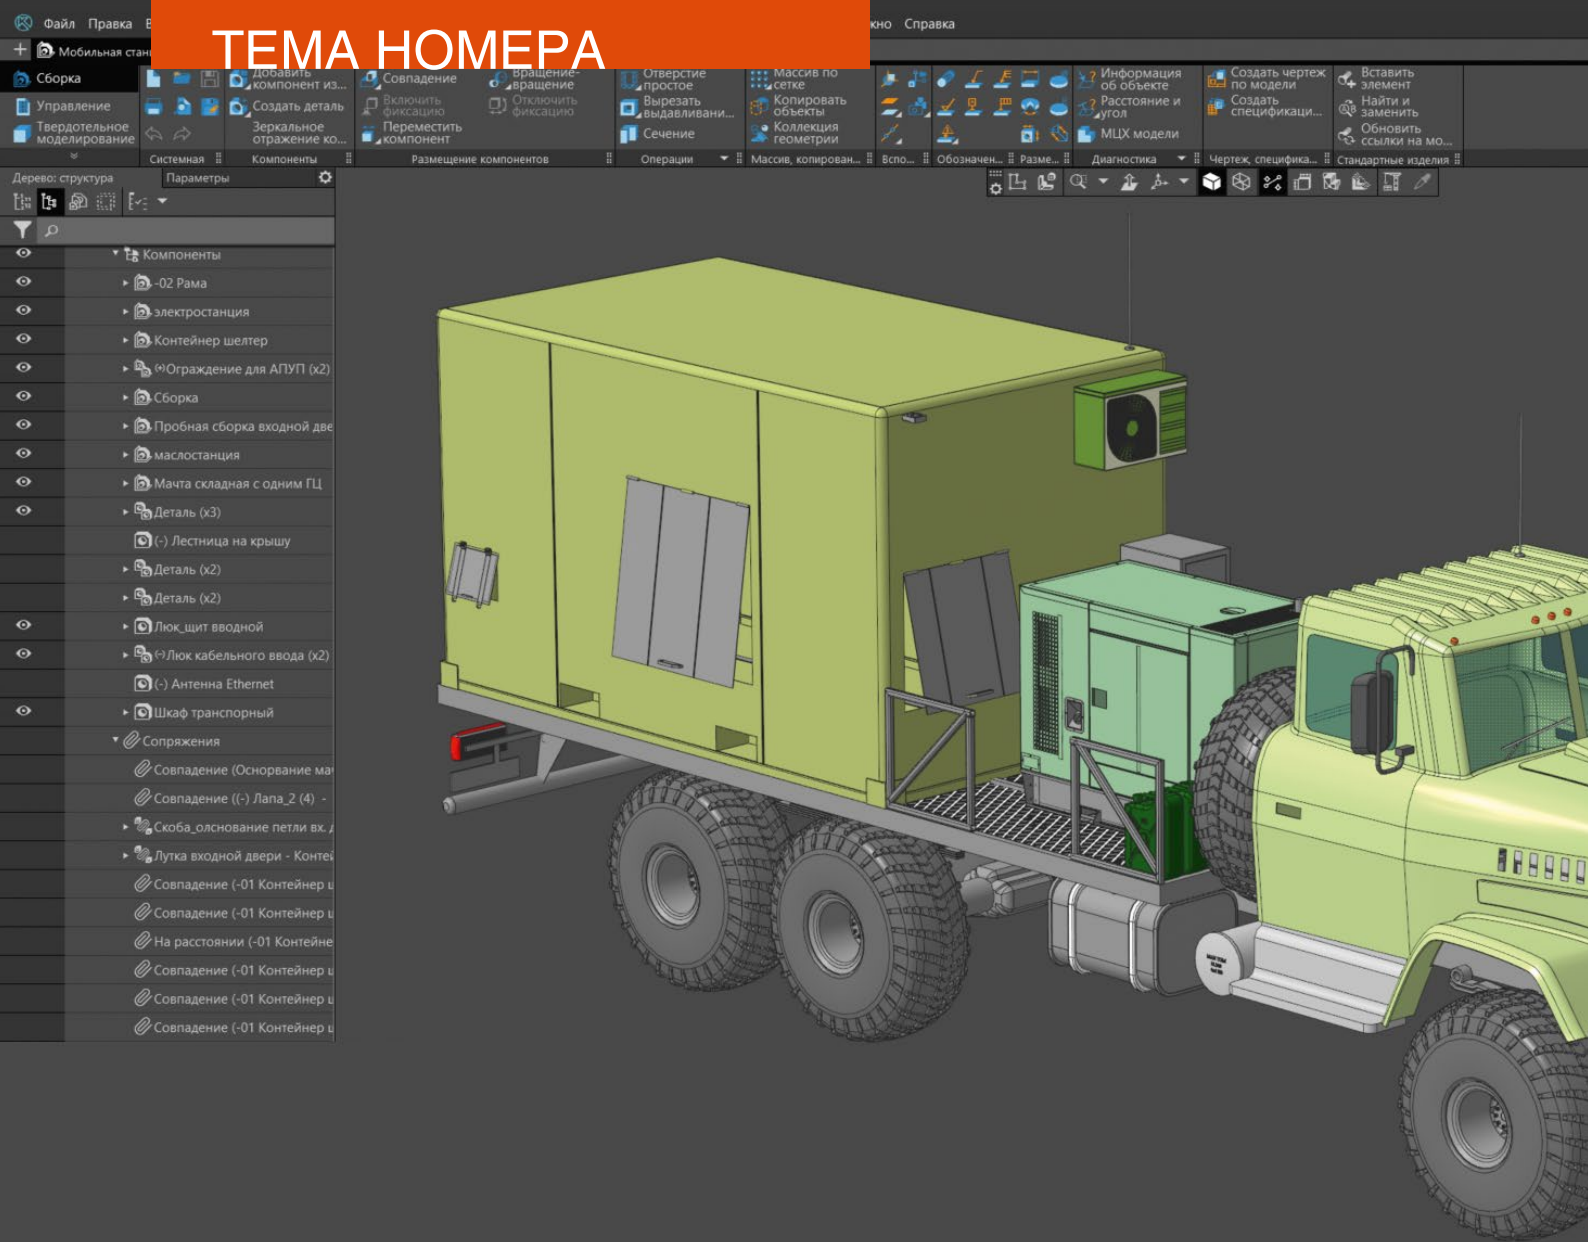 ТЕМА НОМЕРА
Файл Правка
Справка
Мобильная
Сборка
Управление
Твердотельное
моделирование
Добавить
компонент из...
Создать деталь
Зеркальное
отражение ко...
Совпадение
Включить
фиксацию
Переместить
компонент
Вращение-
вращение
Отключить
фиксацию
Отверстие
простое
Вырезать
выдавливани...
Сечение
Массив по
сетке
Копировать
объекты
Коллекция
геометрии
Информация
об объекте
Расстояние и
угол
МЦХ модели
Создать чертеж
по модели
Создать
спецификаци...
Вставить
элемент
Найти и
заменить
Обновить
ссылки на мо...
Системная Компоненты Размещение компонентов Операции Массив, копирован... Вспо... Обозначен... Разме... Диагностика Чертеж, специфика... Стандартные изделия
Дерево: структура Параметры
Компоненты
-02 Рама
электростанция
Контейнер шелтер
Ограждение для АПУП (x2)
Сборка
Пробная сборка входной две
маслостанция
Мачта складная с одним ГЦ
Деталь (x3)
(-) Лестница на крышу
Деталь (x2)
Деталь (x2)
Люк_щит вводной
(-)Люк кабельного ввода (x2)
(-) Антенна Ethernet
Шкаф транспорный
Сопряжения
Совпадение (Оснорвание ма
Совпадение ((-) Лапа_2 (4) -
Скоба_олснование петли вх.
Лутка входной двери - Конте
Совпадение (-01 Контейнер
Совпадение (-01 Контейнер
На расстоянии (-01 Контейне
Совпадение (-01 Контейнер
Совпадение (-01 Контейнер
Совпадение (-01 Контейнер